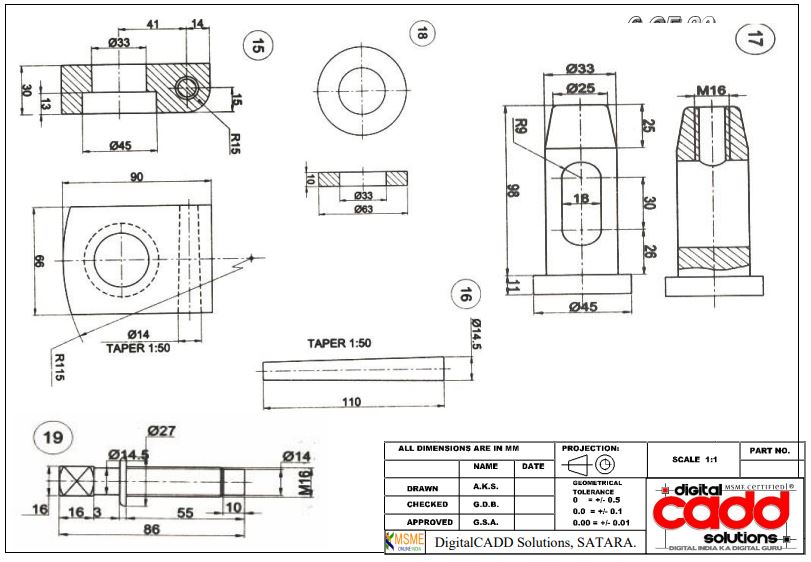 41
14
Ø33
15
30
13
15
R15
Ø45
18
10
Ø33
Ø63
17
Ø33
Ø25
M16
R9
25
98
18
30
26
11
Ø45
90
66
Ø14
TAPER 1:50
R115
16
TAPER 1:50
Ø14.5
110
19
Ø27
Ø14.5
Ø14
M16
16
16
3
55
10
86
ALL DIMENSIONS ARE IN MM
NAME
DATE
DRAWN
A.K.S.
CHECKED
G.D.B.
APPROVED
G.S.A.
PROJECTION:
GEOMETRICAL
TOLERANCE
0 = +/- 0.5
0.0 = +/- 0.1
0.00 = +/- 0.01
SCALE 1:1
PART NO.
MSME
ONLINE INDIA
DigitalCADD Solutions, SATARA.
digital
MSME CERTIFIED®
cadd
solutions
DIGITAL INDIA KA DIGITAL GURU